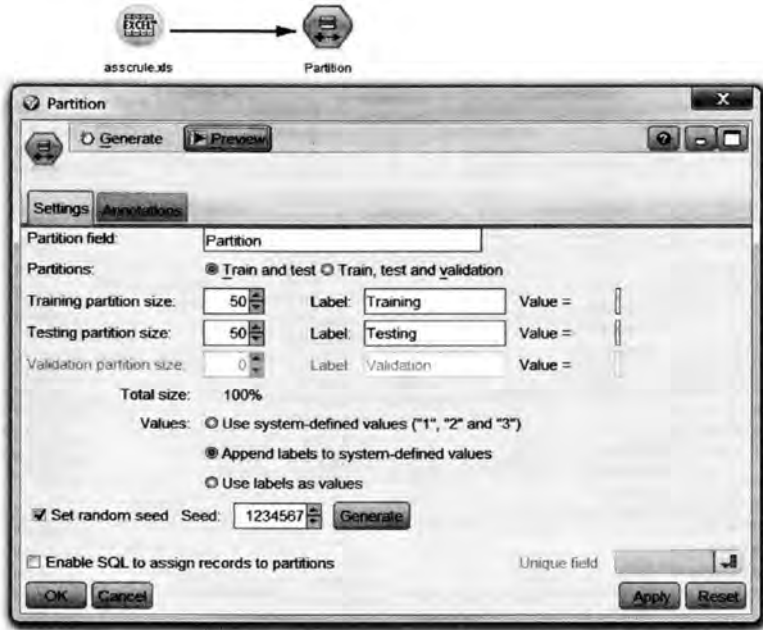 EXCEL
asscrule.xls
Partition
Partition
X
Generate Preview
Settings Annotations
Partition field: Partition
Partitions: Train and test Train, test and validation
Training partition size: 50 Label: Training Value =
Testing partition size: 50 Label: Testing Value =
Validation partition size: 0 Label: Validation Value =
Total size: 100%
Values: Use system-defined values ("1", "2" and "3")
Append labels to system-defined values
Use labels as values
Set random seed Seed: 1234567 Generate
Enable SQL to assign records to partitions Unique field
OK Cancel Apply Reset